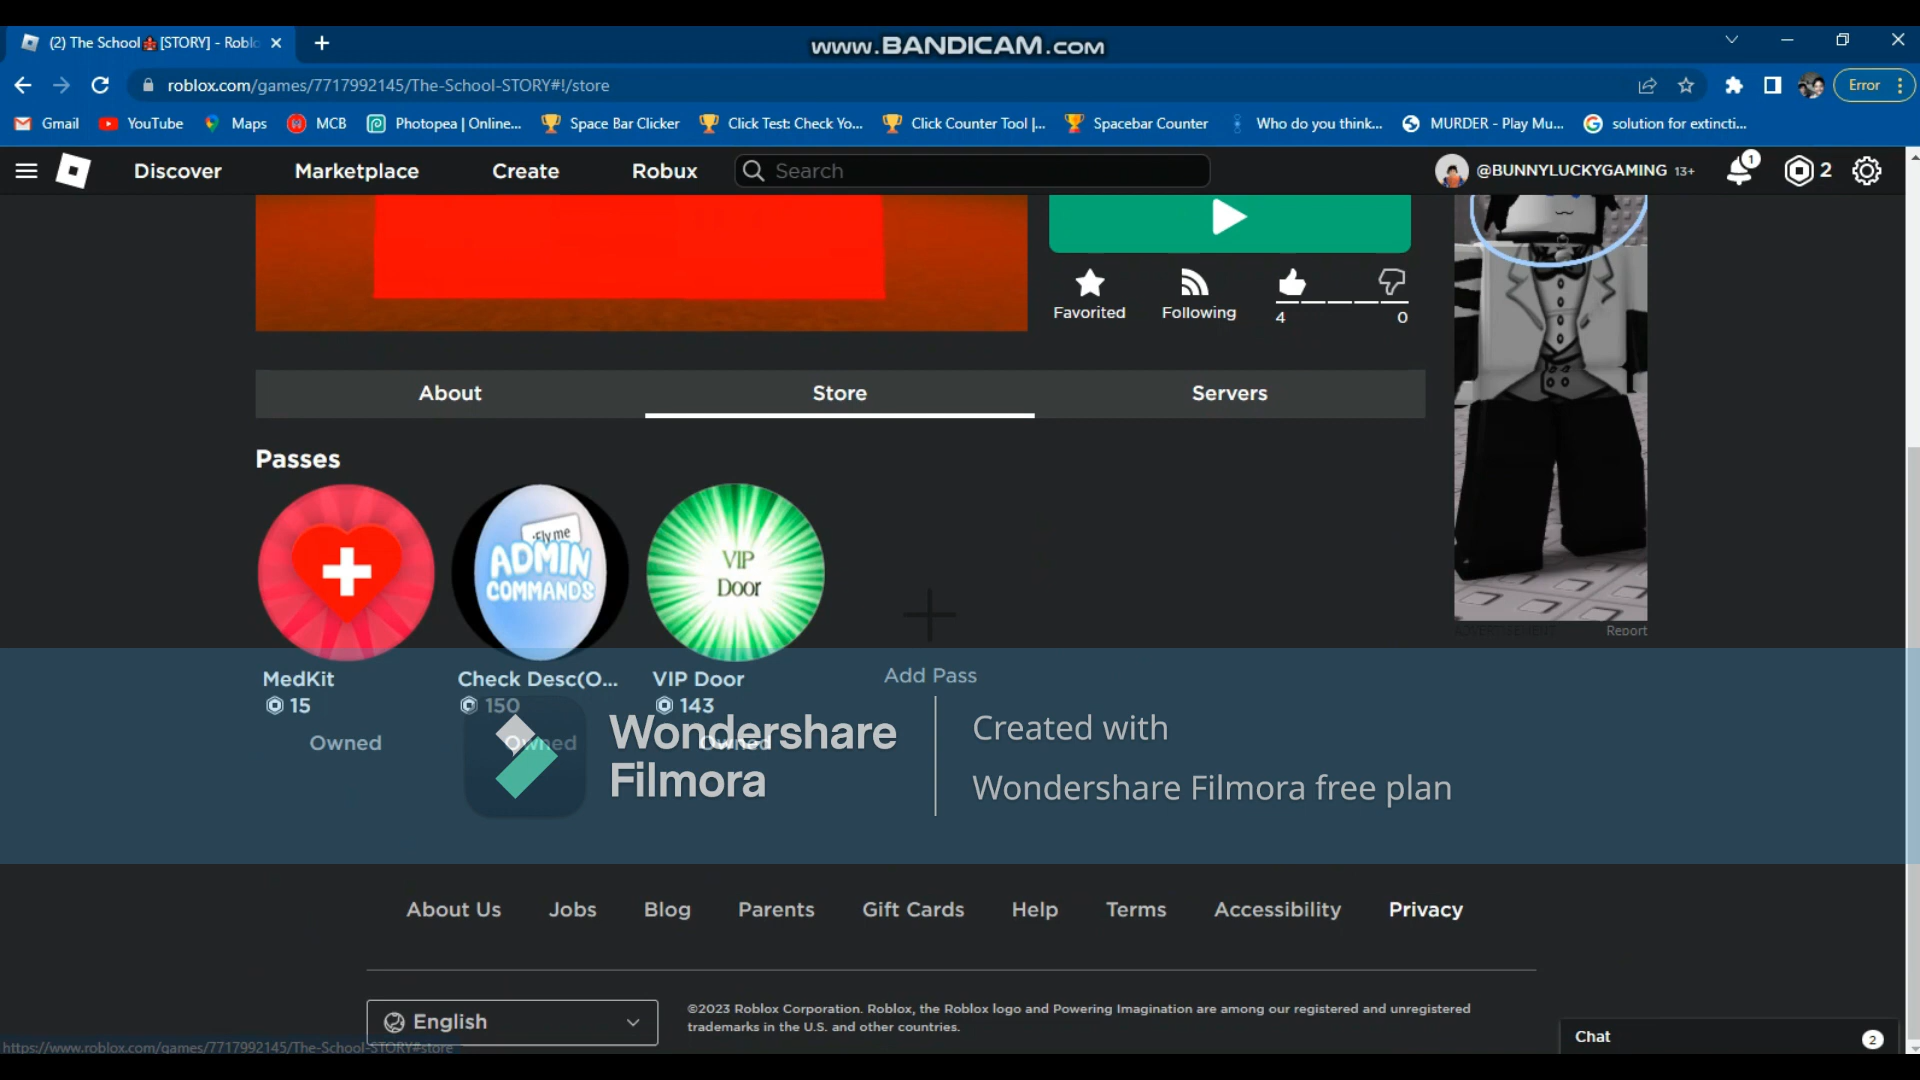 (2) The School [STORY] - Roblo
www.BANDICAM.com
roblox.com/games/7717992145/The-School-STORY#!/store
Error
Gmail YouTube Maps MCB Photopea | Online... Space Bar Clicker Click Test: Check Yo... Click Counter Tool |... Spacebar Counter Who do you think... MURDER - Play Mu... solution for extincti...
Discover Marketplace Create Robux Search @BUNNYLUCKYGAMING 13+ 1 2
Favorited Following 4 0
About Store Servers
Passes
:Fly me
ADMIN
COMMANDS
VIP
Door
ADVERTISEMENT Report
MedKit Check Desc(O... VIP Door Add Pass
15 150 143
Owned Owned Owned
Wondershare
Filmora
Created with
Wondershare Filmora free plan
About Us Jobs Blog Parents Gift Cards Help Terms Accessibility Privacy
English
©2023 Roblox Corporation. Roblox, the Roblox logo and Powering Imagination are among our registered and unregistered
trademarks in the U.S. and other countries.
Chat 2
https://www.roblox.com/games/7717992145/The-School-STORY#store